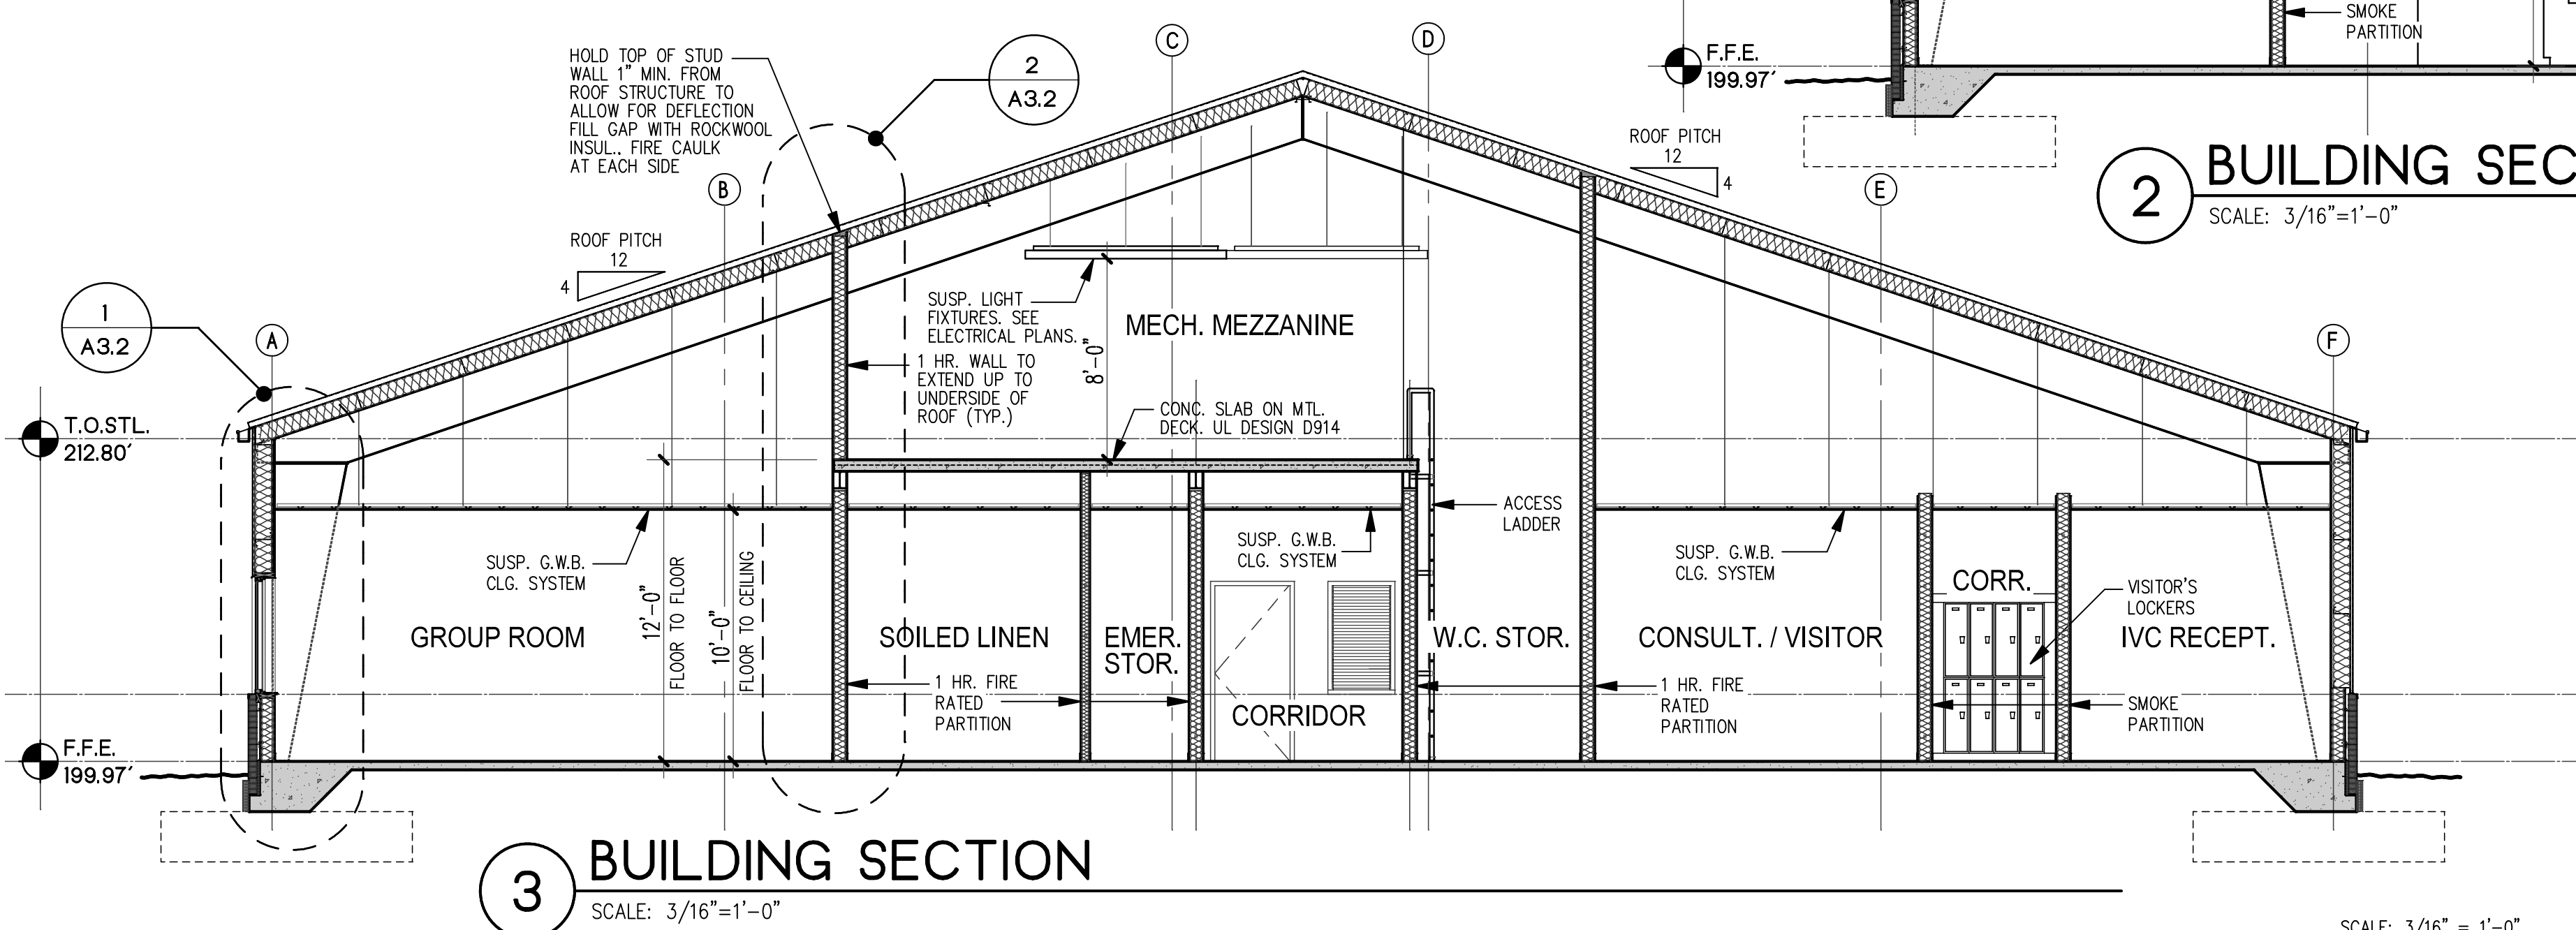 HOLD TOP OF STUD
WALL 1" MIN. FROM
ROOF STRUCTURE TO
ALLOW FOR DEFLECTION
FILL GAP WITH ROCKWOOL
INSUL., FIRE CAULK
AT EACH SIDE
2
A3.2
C
D
SMOKE
PARTITION
F.F.E.
199.97'
2
BUILDING SEC
SCALE: 3/16"=1'-0"
ROOF PITCH
12
4
B
E
ROOF PITCH
12
4
1
A3.2
A
F
SUSP. LIGHT
FIXTURES. SEE
ELECTRICAL PLANS.
8'-0"
MECH. MEZZANINE
1 HR. WALL TO
EXTEND UP TO
UNDERSIDE OF
ROOF (TYP.)
CONC. SLAB ON MTL.
DECK. UL DESIGN D914
T.O.STL.
212.80'
ACCESS
LADDER
SUSP. G.W.B.
CLG. SYSTEM
12'-0"
FLOOR TO FLOOR
10'-0"
FLOOR TO CEILING
SUSP. G.W.B.
CLG. SYSTEM
SUSP. G.W.B.
CLG. SYSTEM
CORR.
VISITOR'S
LOCKERS
GROUP ROOM
SOILED LINEN
EMER.
STOR.
W.C. STOR.
CONSULT. / VISITOR
IVC RECEPT.
1 HR. FIRE
RATED
PARTITION
CORRIDOR
1 HR. FIRE
RATED
PARTITION
SMOKE
PARTITION
F.F.E.
199.97'
3
BUILDING SECTION
SCALE: 3/16"=1'-0"
SCALE: 3/16" = 1'-0"